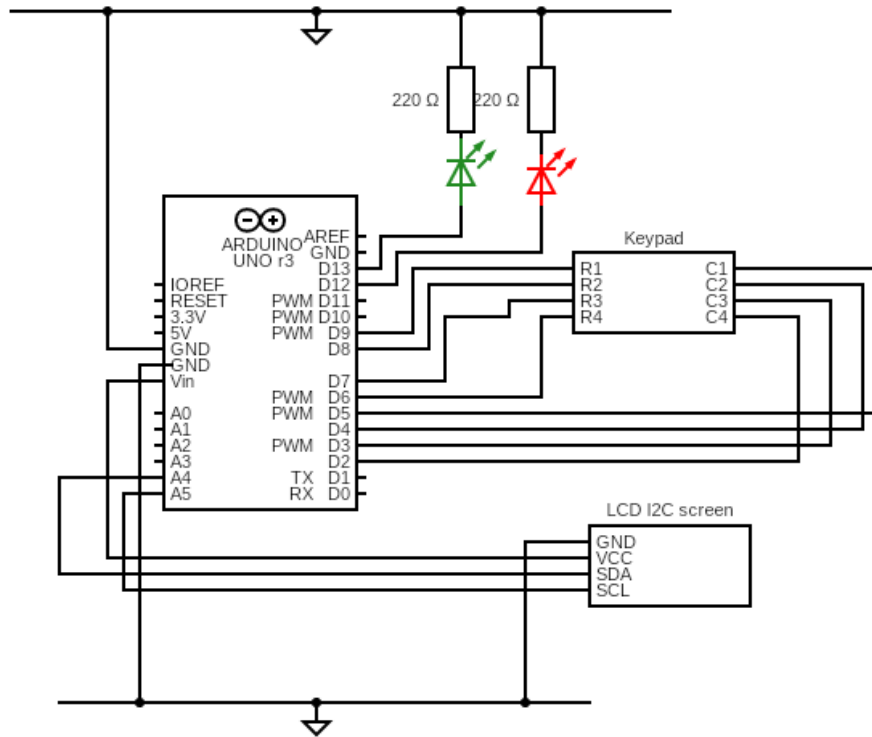 220 Ω 220 Ω
ARDUINO
UNO r3
AREF
GND
D13
IOREF D12
RESET PWM D11
3.3V PWM D10
5V PWM D9
GND D8
GND
Vin D7
PWM D6
A0 PWM D5
A1 D4
A2 PWM D3
A3 D2
A4 TX D1
A5 RX D0
Keypad
R1 C1
R2 C2
R3 C3
R4 C4
LCD I2C screen
GND
VCC
SDA
SCL